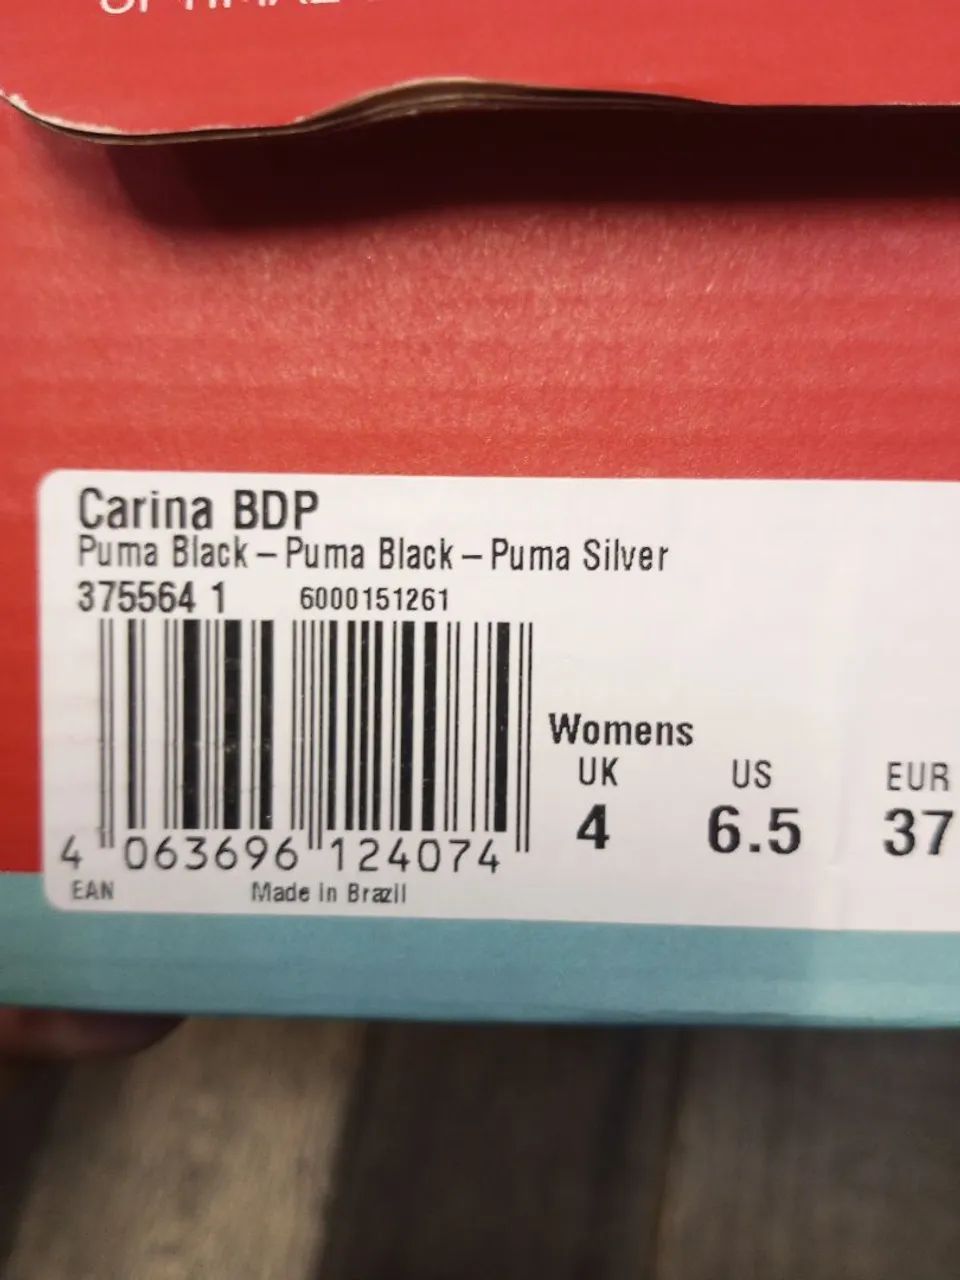 Carina BDP
Puma Black – Puma Black – Puma Silver
375564 1 6000151261
4 063696 124074
EAN Made in Brazil
Womens
UK US EUR
4 6.5 37